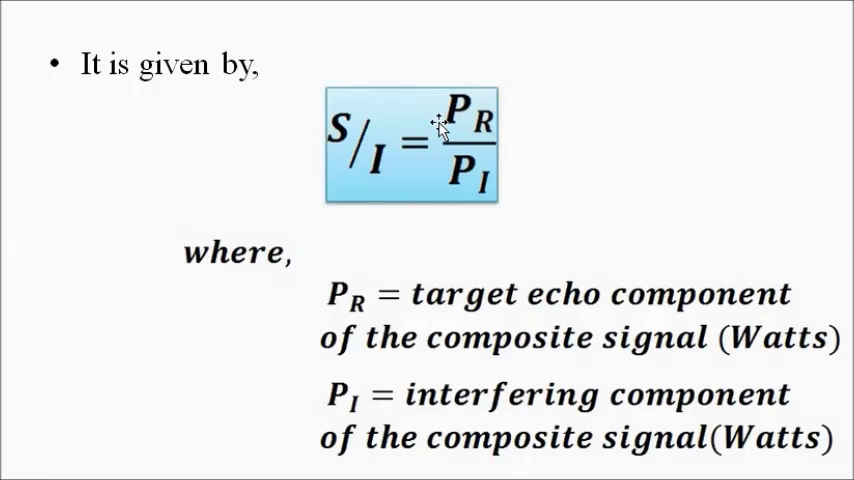 • It is given by,
S/I = P_R/P_I
where,
P_R = target echo component
of the composite signal (Watts)
P_I = interfering component
of the composite signal(Watts)